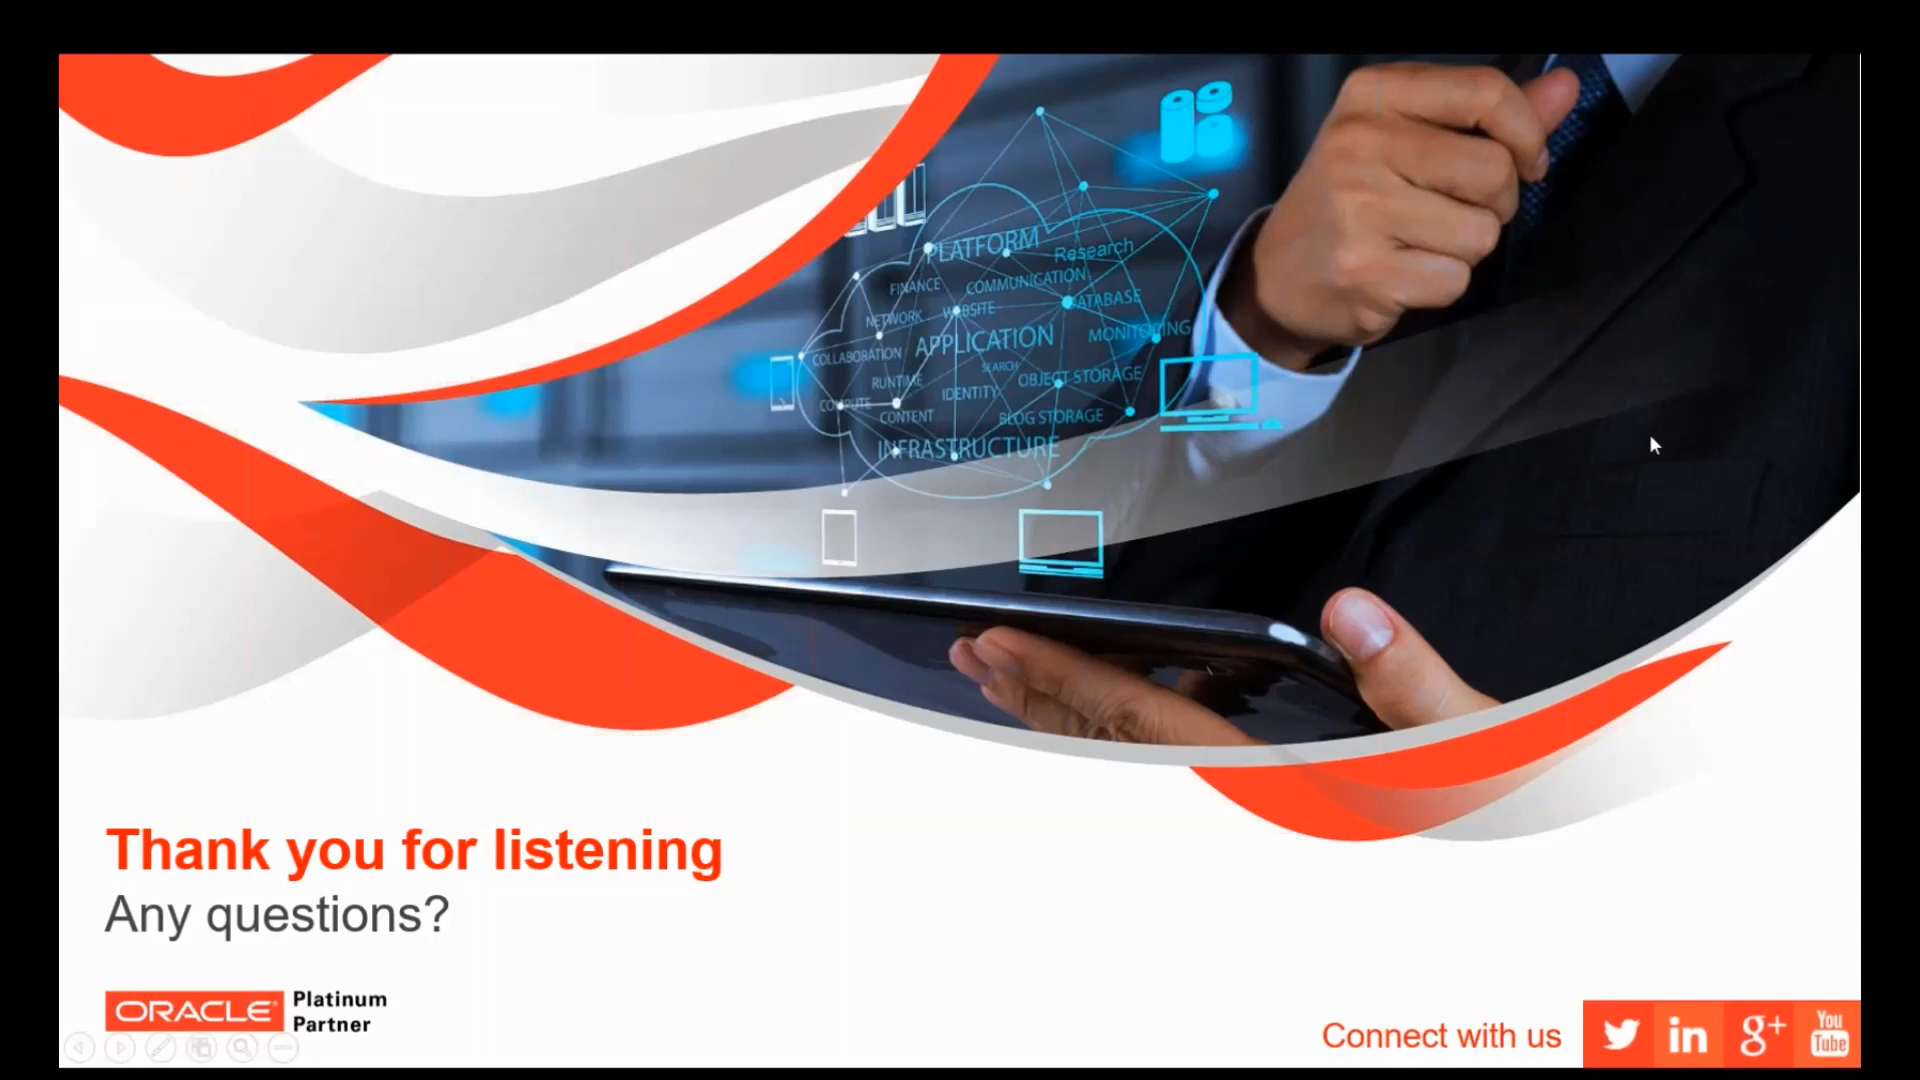 PLATFORM
Research
FINANCE
COMMUNICATION
DATABASE
NETWORK
WEBSITE
APPLICATION
MONITORING
COLLABORATION
SEARCH
RUNTIME
IDENTITY
OBJECT STORAGE
COMPUTE
CONTENT
BLOG STORAGE
INFRASTRUCTURE
Thank you for listening
Any questions?
ORACLE® Platinum
Partner
Connect with us
in
g+
You
Tube